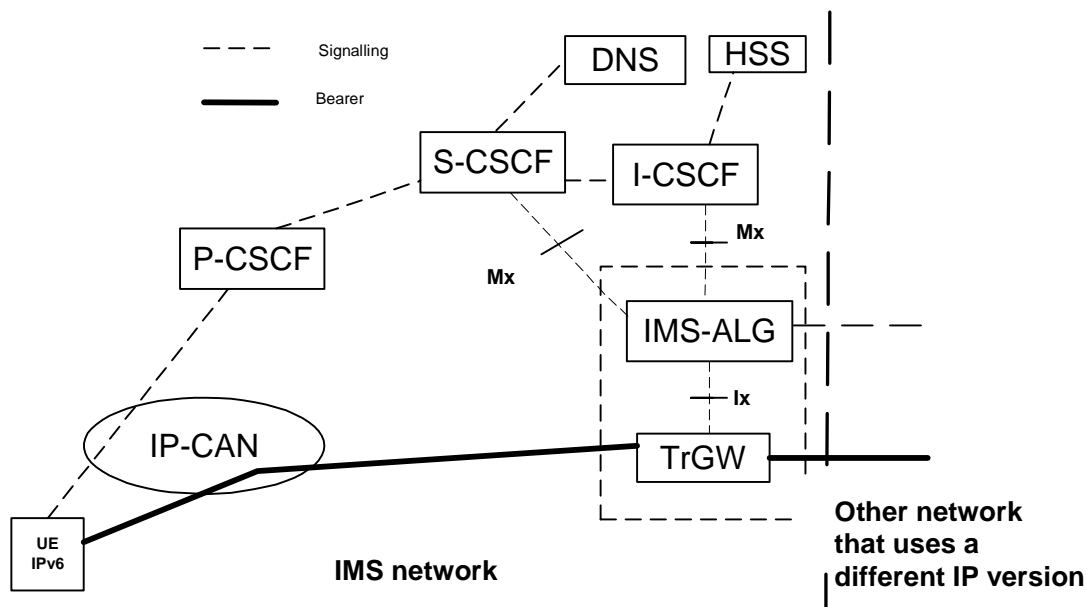 Signalling
Bearer
DNS
HSS
S-CSCF
I-CSCF
P-CSCF
Mx
Mx
IMS-ALG
Ix
IP-CAN
TrGW
UE
IPv6
IMS network
Other network
that uses a
different IP version